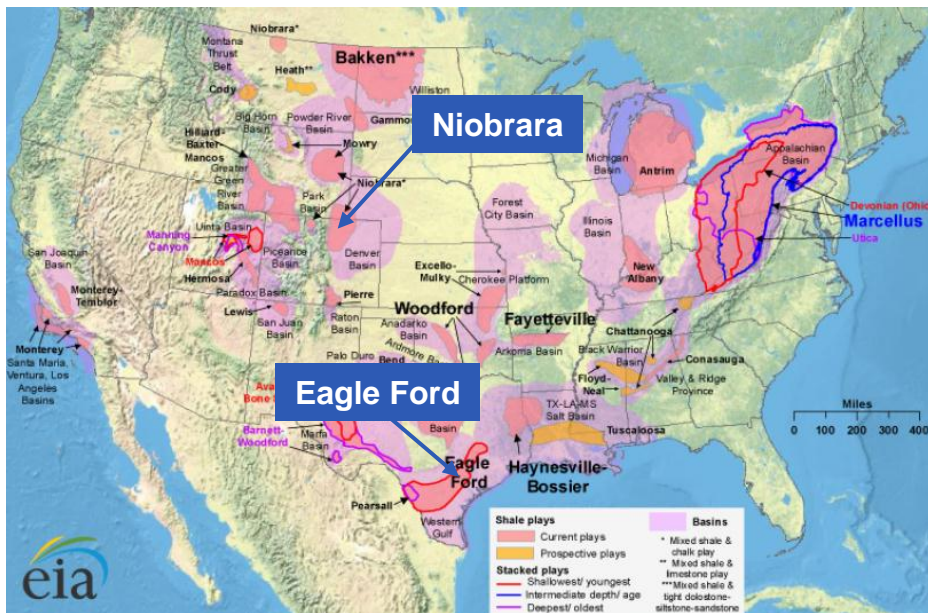 Niobrara*
Montana
Thrust
Belt
Bakken***
Heath**
Cody
Williston
Big Horn
Basin
Powder River
Basin
Gammo
Hilliard-
Baxter-
Mancos
Mowry
Niobrara
Greater
Green
River
Basin
Niobrara*
Park
Basin
Michigan
Basin
Antrim
Appalachian
Basin
Devonian (Ohio
Marcellus
Utica
Forest
City Basin
Illinois
Basin
Uinta Basin
Manning
Canyon
Mancos
Piceance
Basin
Denver
Basin
Hermosa
Paradox Basin
San Joaquin
Basin
Monterey-
Temblor
Excello-
Mulky
Cherokee Platform
New
Albany
Lewis
San Juan
Basin
Pierre
Raton
Basin
Woodford
Anadarko
Basin
Fayetteville
Chattanooga
Monterey
Santa Maria,
Ventura, Los
Angeles
Basins
Palo Duro
Bend
Arkoma Basin
Black Warrior
Basin
Conasauga
Floyd-
Neal
Valley & Ridge
Province
Eagle Ford
TX-LA-MS
Salt Basin
Tuscaloosa
Barnett-
Woodford
Marfa
Basin
Basin
Eagle
Ford
Haynesville-
Bossier
Pearsall
Western
Gulf
Miles
0 100 200 300 400
Shale plays
Current plays
Prospective plays
Stacked plays
Shallowest/ youngest
Intermediate depth/ age
Deepest/ oldest
Basins
* Mixed shale &
chalk play
** Mixed shale &
limestone play
***Mixed shale &
tight dolostone-
siltstone-sandstone
eia